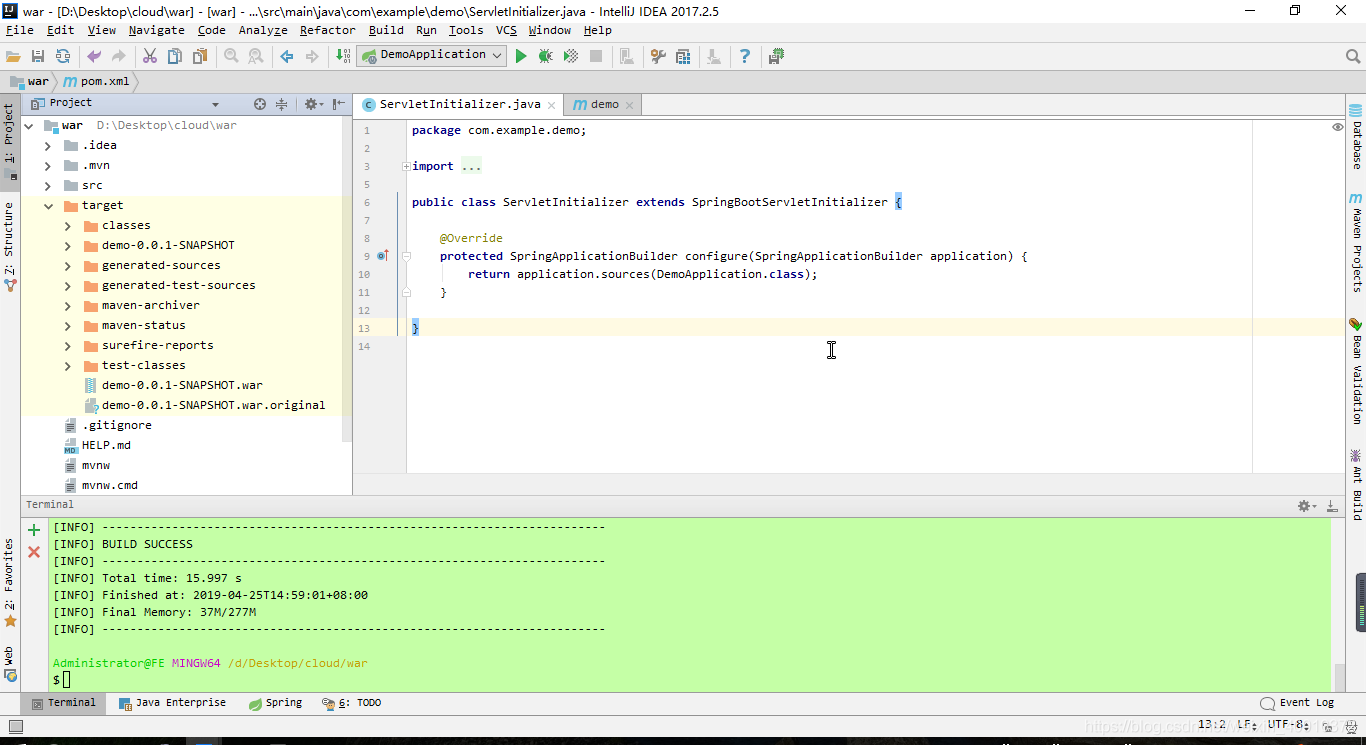 war - [D:\Desktop\cloud\war] - [war] - ...\src\main\java\com\example\demo\ServletInitializer.java - IntelliJ IDEA 2017.2.5
File Edit View Navigate Code Analyze Refactor Build Run Tools VCS Window Help
DemoApplication
war pom.xml
Project
ServletInitializer.java demo
1: Project
Z: Structure
2: Favorites
Web
war D:\Desktop\cloud\war
.idea
.mvn
src
target
classes
demo-0.0.1-SNAPSHOT
generated-sources
generated-test-sources
maven-archiver
maven-status
surefire-reports
test-classes
demo-0.0.1-SNAPSHOT.war
demo-0.0.1-SNAPSHOT.war.original
.gitignore
HELP.md
mvnw
mvnw.cmd
1 package com.example.demo;
2
3 import ...
5
6 public class ServletInitializer extends SpringBootServletInitializer {
7
8 @Override
9 protected SpringApplicationBuilder configure(SpringApplicationBuilder application) {
10 return application.sources(DemoApplication.class);
11 }
12
13 }
14
Database
Maven Projects
Bean Validation
Ant Build
Terminal
[INFO] ------------------------------------------------------------------------
[INFO] BUILD SUCCESS
[INFO] ------------------------------------------------------------------------
[INFO] Total time: 15.997 s
[INFO] Finished at: 2019-04-25T14:59:01+08:00
[INFO] Final Memory: 37M/277M
[INFO] ------------------------------------------------------------------------
Administrator@FE MINGW64 /d/Desktop/cloud/war
$
Terminal Java Enterprise Spring 6: TODO Event Log
13:2 LF: UTF-8: